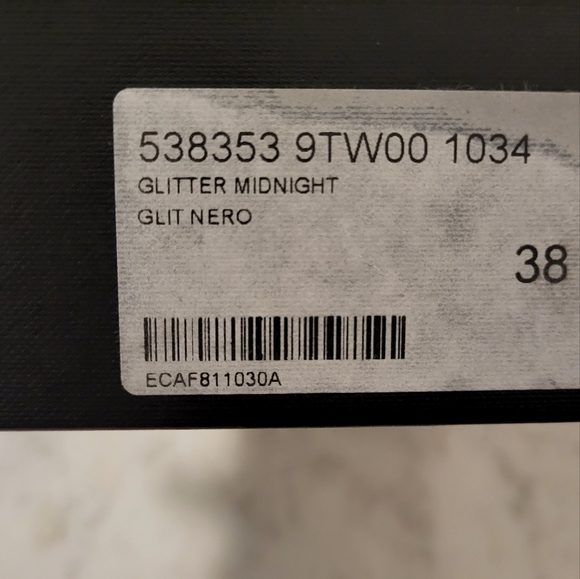 538353 9TW00 1034
GLITTER MIDNIGHT
GLIT NERO
38
ECAF811030A